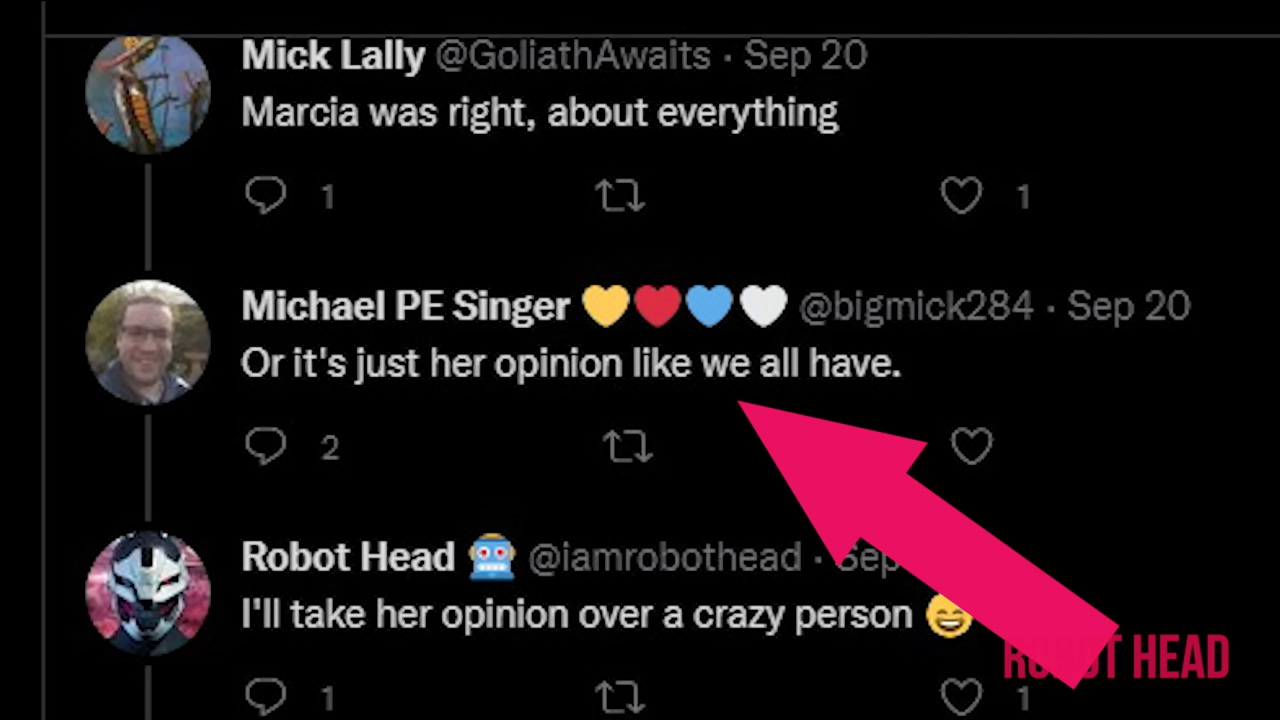 Mick Lally @GoliathAwaits · Sep 20
Marcia was right, about everything
1 1
Michael PE Singer 💛❤️💙🤍 @bigmick284 · Sep 20
Or it's just her opinion like we all have.
2
Robot Head 🤖 @iamrobothead · Sep
I'll take her opinion over a crazy person 😄
ROBOT HEAD
1 1